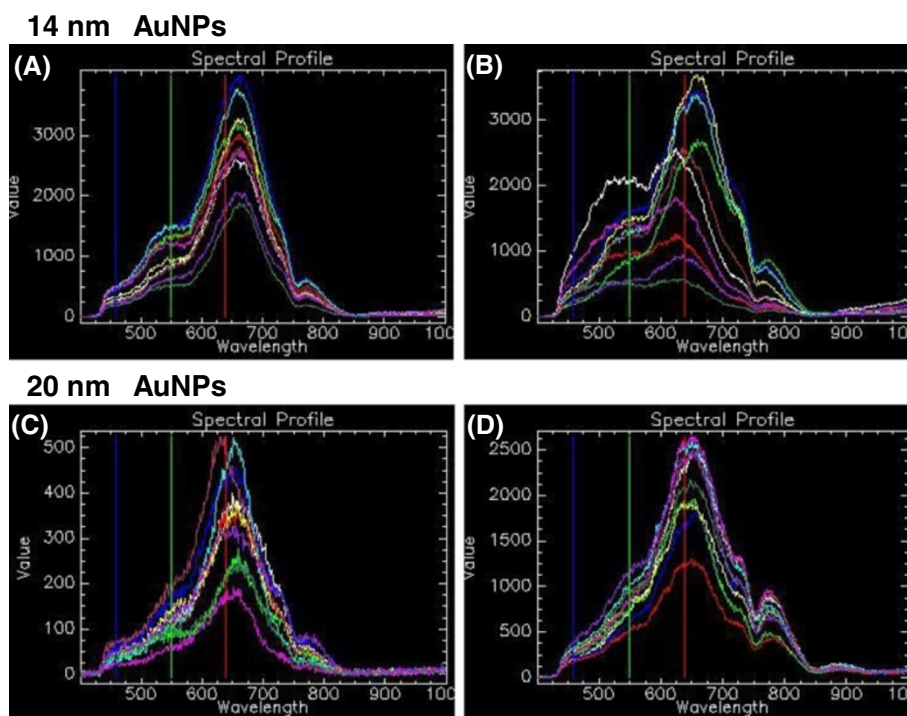 14 nm AuNPs
(A)
Spectral Profile
Value
3000
2000
1000
0
500 600 700 800 900 100
Wavelength
(B)
Spectral Profile
Value
3000
2000
1000
0
500 600 700 800 900 100
Wavelength
20 nm AuNPs
(C)
Spectral Profile
Value
500
400
300
200
100
0
500 600 700 800 900 100
Wavelength
(D)
Spectral Profile
Value
2500
2000
1500
1000
500
0
500 600 700 800 900 100
Wavelength